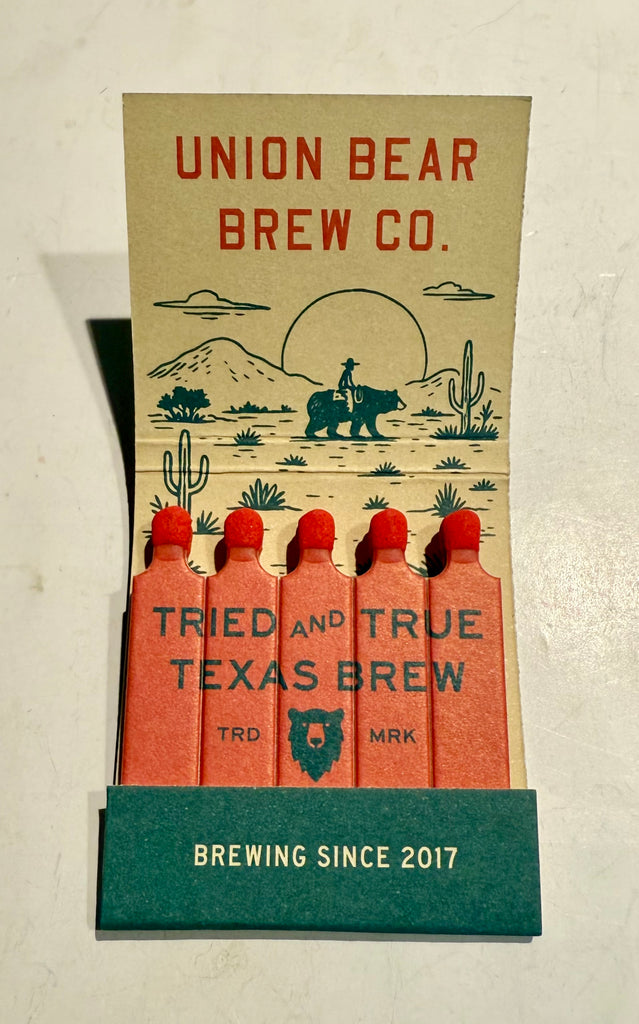 UNION BEAR
BREW CO.
TRIED AND TRUE
TEXAS BREW
TRD MRK
BREWING SINCE 2017